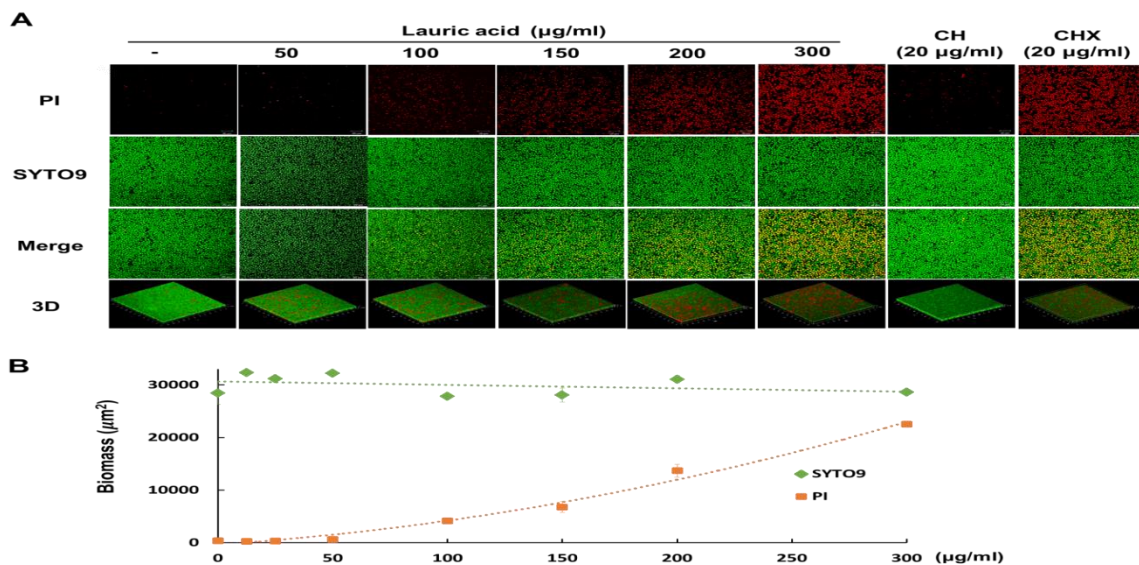 A
Lauric acid (µg/ml)
CH
(20 µg/ml)
CHX
(20 µg/ml)
- 50 100 150 200 300
PI
SYTO9
Merge
3D
B
Biomass (µm²)
30000
20000
10000
0
SYTO9
PI
0 50 100 150 200 250 300 (µg/ml)